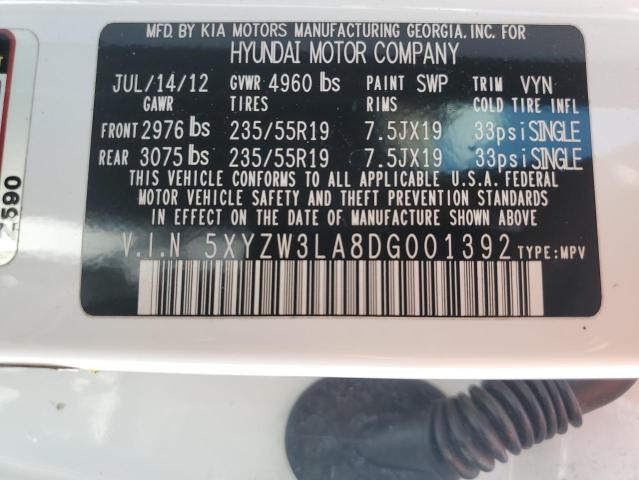 MFD. BY KIA MOTORS MANUFACTURING GEORGIA, INC. FOR
HYUNDAI MOTOR COMPANY
JUL/14/12 GVWR 4960 lbs PAINT SWP TRIM VYN
GAWR TIRES RIMS COLD TIRE INFL
FRONT 2976 lbs 235/55R19 7.5JX19 33psi SINGLE
REAR 3075 lbs 235/55R19 7.5JX19 33psi SINGLE
THIS VEHICLE CONFORMS TO ALL APPLICABLE U.S.A. FEDERAL
MOTOR VEHICLE SAFETY AND THEFT PREVENTION STANDARDS
IN EFFECT ON THE DATE OF MANUFACTURE SHOWN ABOVE.
V.I.N 5XYZW3LA8DG001392 TYPE: MPV
590